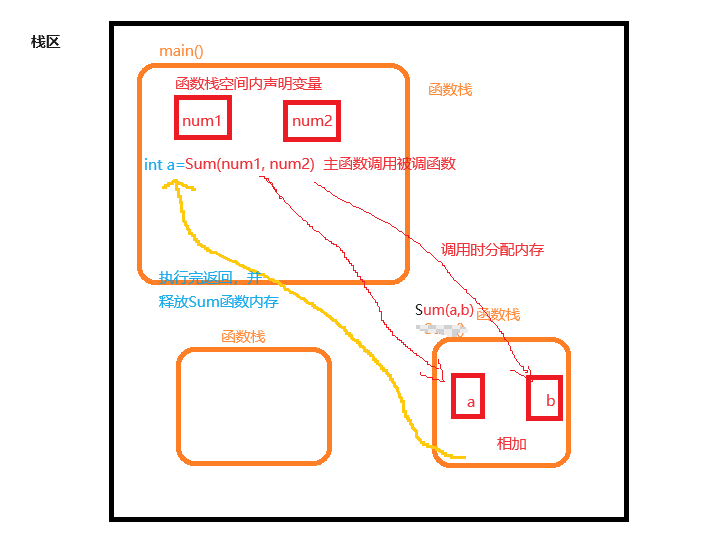 栈区
main()
函数栈空间内声明变量
函数栈
num1
num2
int a=Sum(num1, num2) 主函数调用被调函数
调用时分配内存
执行完返回，并
释放Sum函数内存
Sum(a,b)
函数栈
函数栈
a
b
相加